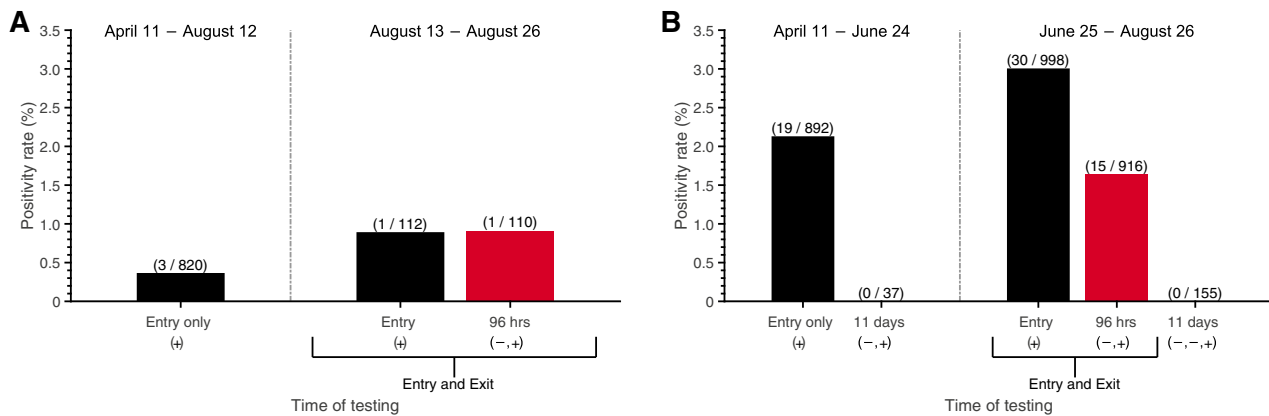 A
April 11 − August 12
August 13 − August 26
Positivity rate (%)
3.5
3.0
2.5
2.0
1.5
1.0
0.5
0
(3 / 820)
(1 / 112)
(1 / 110)
Entry only
(+)
Entry
(+)
96 hrs
(−,+)
Entry and Exit
Time of testing
B
April 11 − June 24
June 25 − August 26
Positivity rate (%)
3.5
3.0
2.5
2.0
1.5
1.0
0.5
0
(19 / 892)
(0 / 37)
(30 / 998)
(15 / 916)
(0 / 155)
Entry only
(+)
11 days
(−,+)
Entry
(+)
96 hrs
(−,+)
11 days
(−,−,+)
Entry and Exit
Time of testing